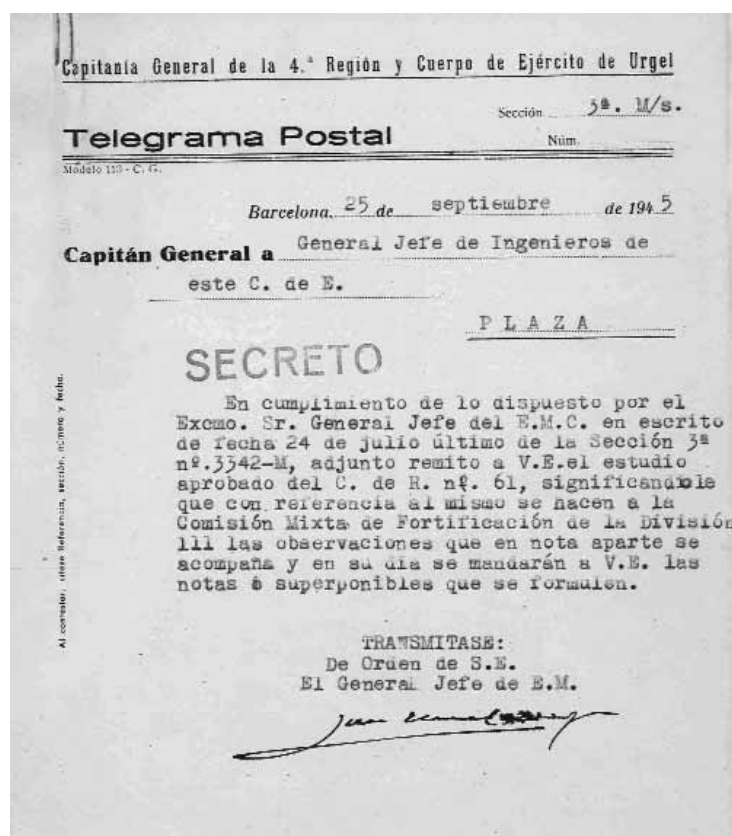 Capitanía General de la 4.ª Región y Cuerpo de Ejército de Urgel
Sección 3ª. M/s.
Telegrama Postal
Núm.
Modelo 113 - C. G.
Barcelona, 25 de septiembre de 1945
Capitán General a General Jefe de Ingenieros de
este C. de E.
PLAZA
SECRETO
En cumplimiento de lo dispuesto por el
Excmo. Sr. General Jefe del E.M.C. en escrito
de fecha 24 de julio último de la Sección 3ª
nº.3342-M, adjunto remito a V.E.el estudio
aprobado del C. de R. nº. 61, significándole
que con referencia al mismo se hacen a la
Comisión Mixta de Fortificación de la División
111 las observaciones que en nota aparte se
acompaña y en su día se mandarán a V.E. las
notas ó superponibles que se formulen.
Al contestar, cítese Referencia, sección, número y fecha.
TRANSMITASE:
De Orden de S.E.
El General Jefe de E.M.